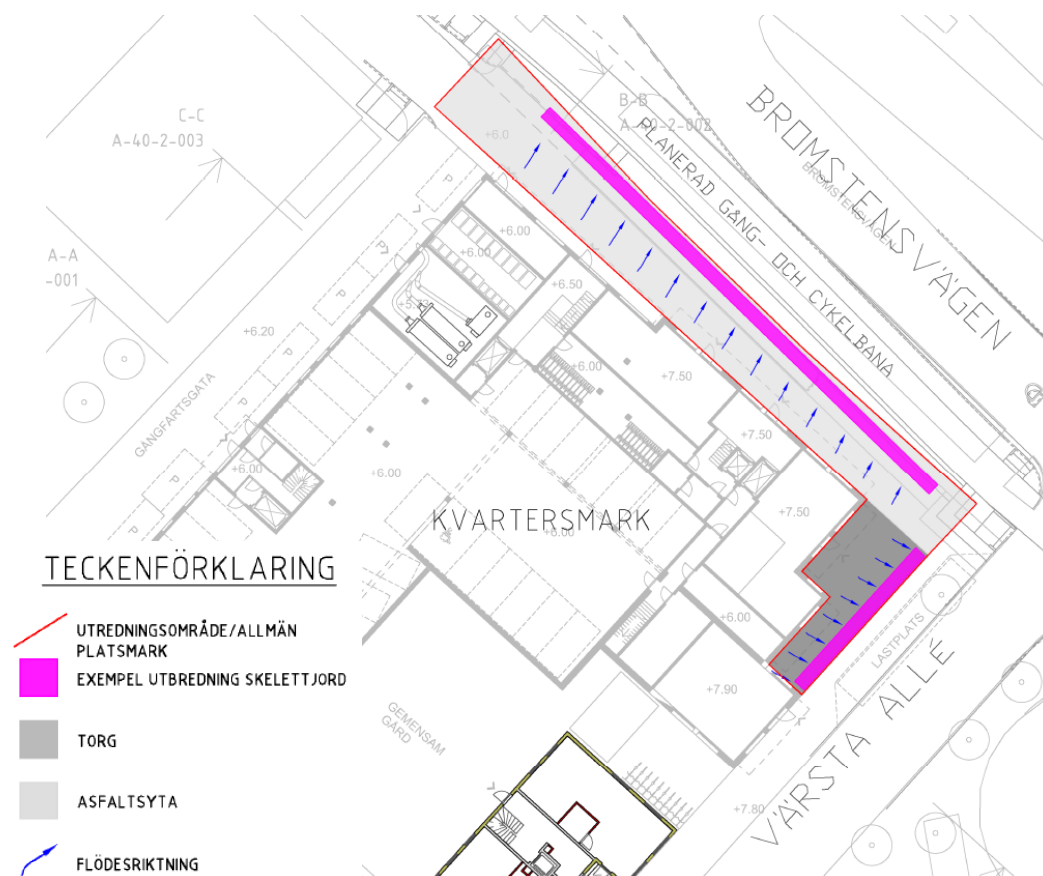 C-C
A-40-2-003
B-B
A-40-2-002
BROMSTENSVÄGEN
BROMSTENSVÄGEN
PLANERAD GÅNG- OCH CYKELBANA
+6.0
P
P
P
P
P
P
A-A
-001
+6.20
GÅNGFARTSGATA
+6.00
+6.00
+6.50
+6.00
+7.50
+7.50
+7.50
+6.00
+6.00
+6.00
KVARTERSMARK
+6.00
+7.90
LASTPLATS
GEMENSAM
GÅRD
VÄRSTA ALLÉ
+7.80
TECKENFÖRKLARING
UTREDNINGSOMRÅDE/ALLMÄN
PLATSMARK
EXEMPEL UTBREDNING SKELETTJORD
TORG
ASFALTSYTA
FLÖDESRIKTNING